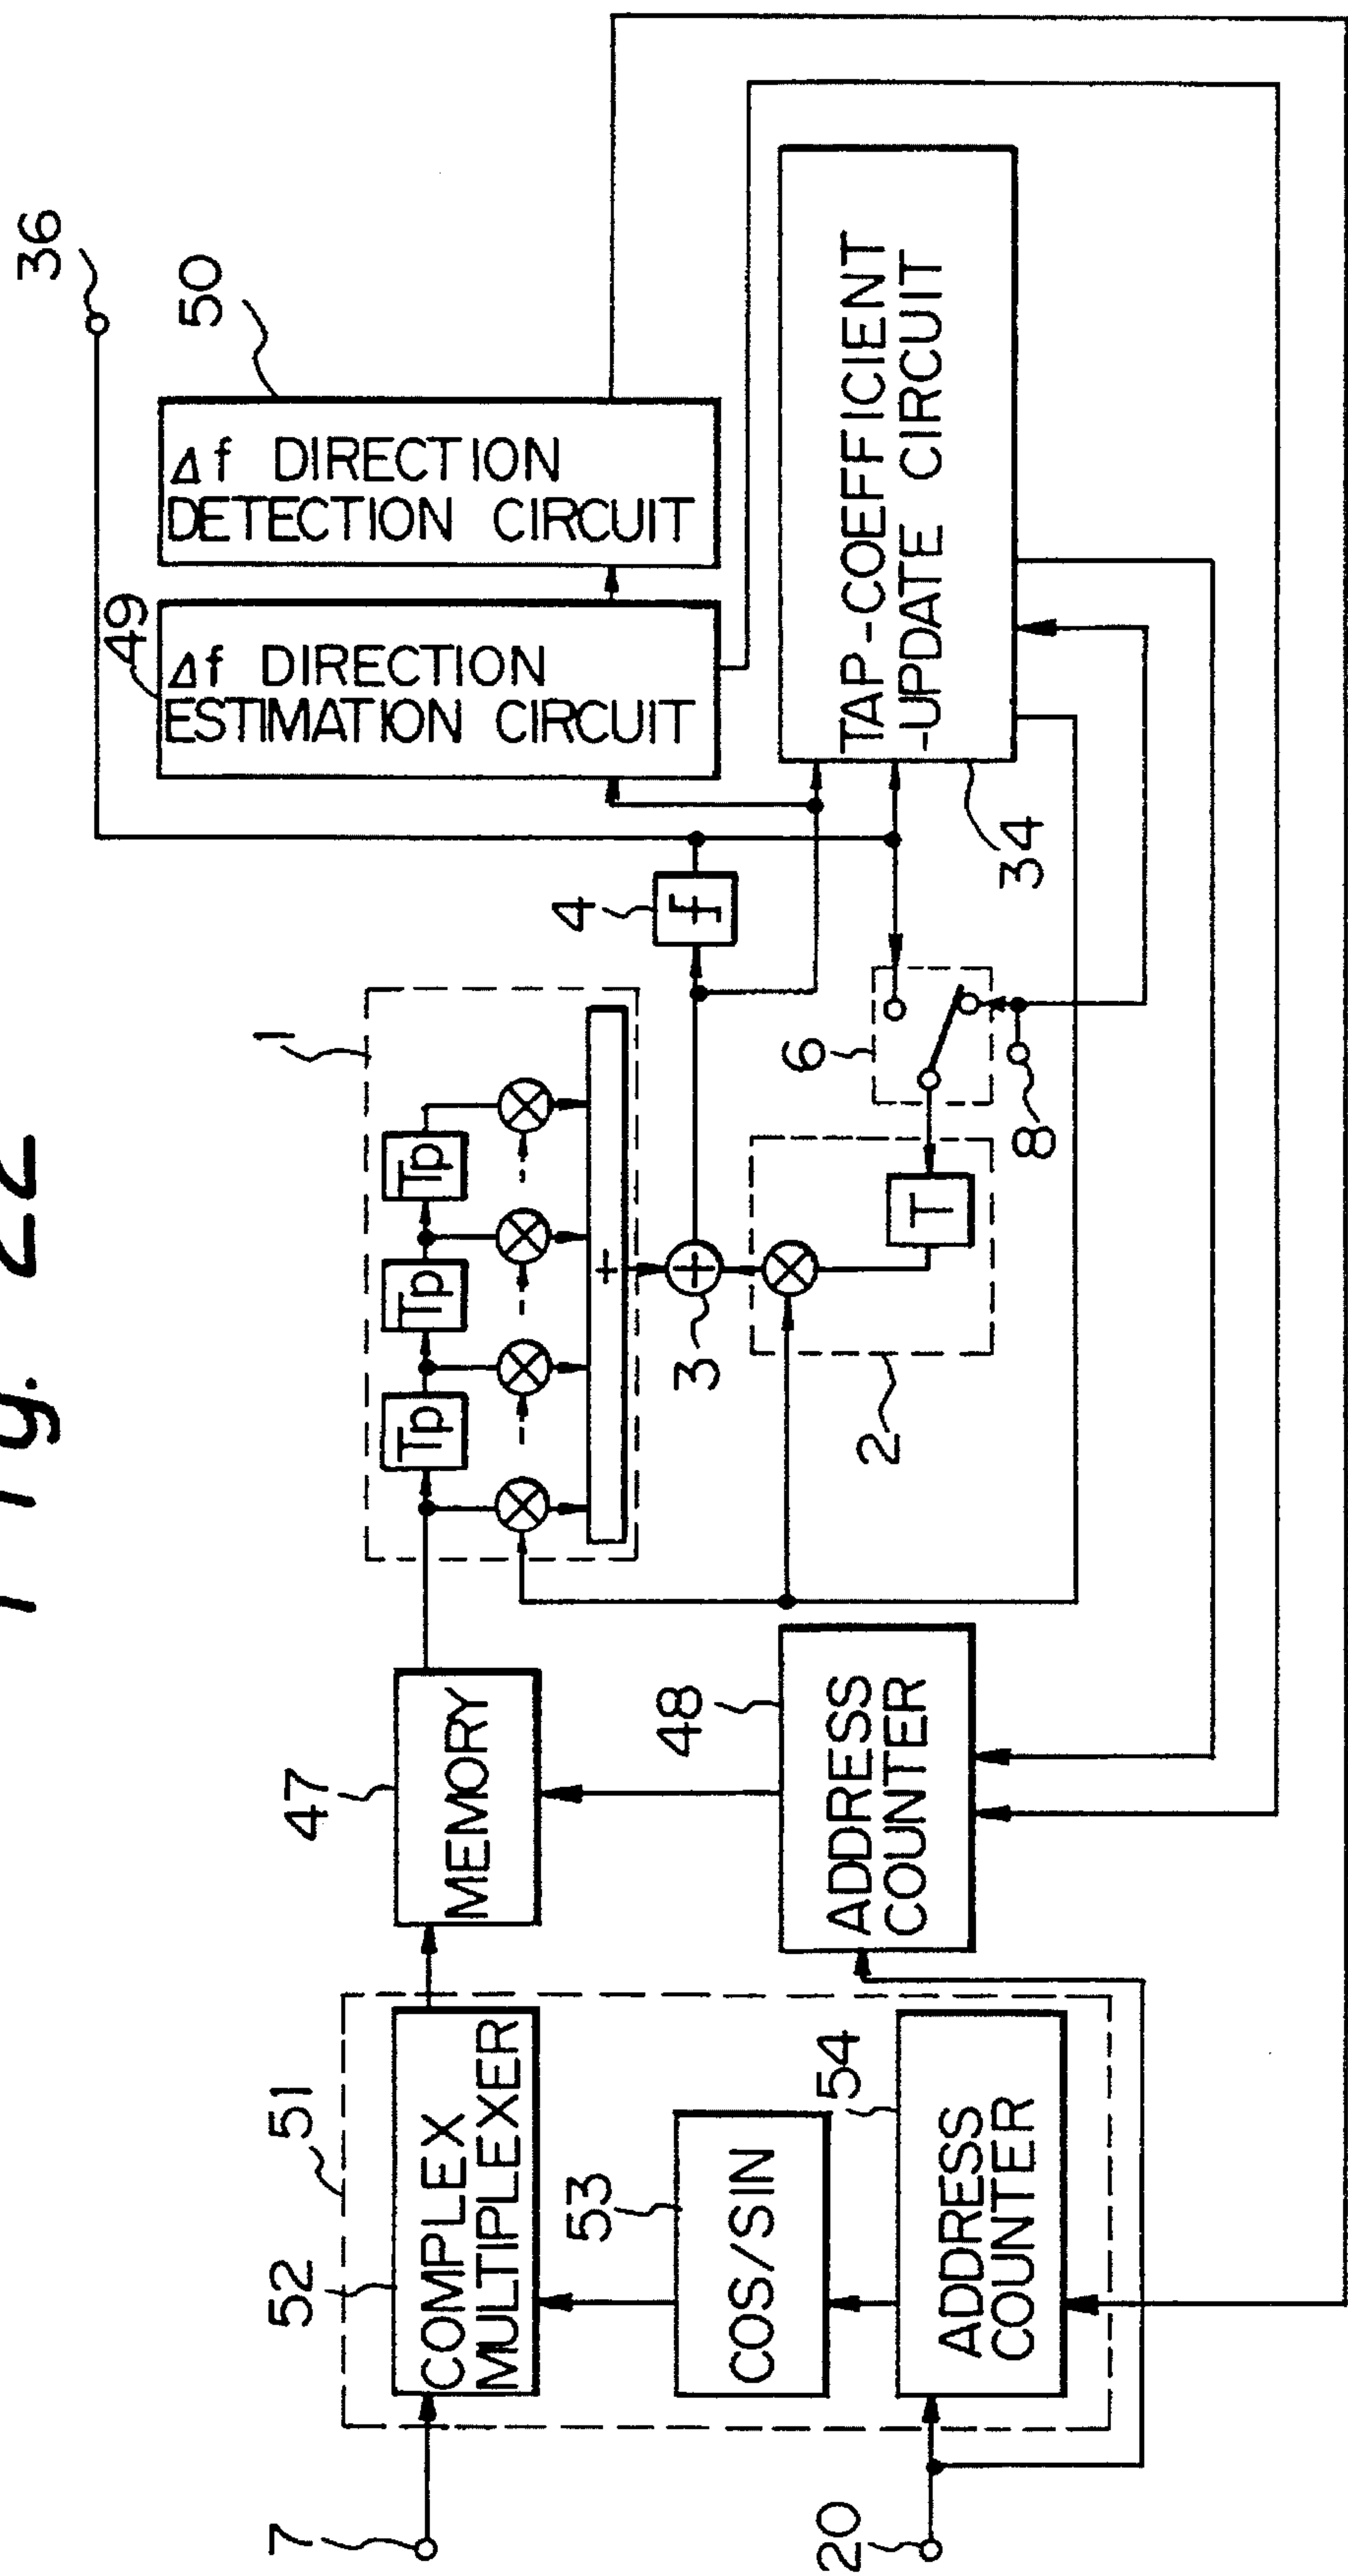 Fig. 22
36
50
Δf DIRECTION
DETECTION CIRCUIT
49
Δf DIRECTION
ESTIMATION CIRCUIT
TAP-COEFFICIENT
-UPDATE CIRCUIT
34
4
f
1
Tp
Tp
Tp
+
3
6
8
T
2
47
MEMORY
48
ADDRESS
COUNTER
51
52
COMPLEX
MULTIPLEXER
53
COS/SIN
54
ADDRESS
COUNTER
7
20